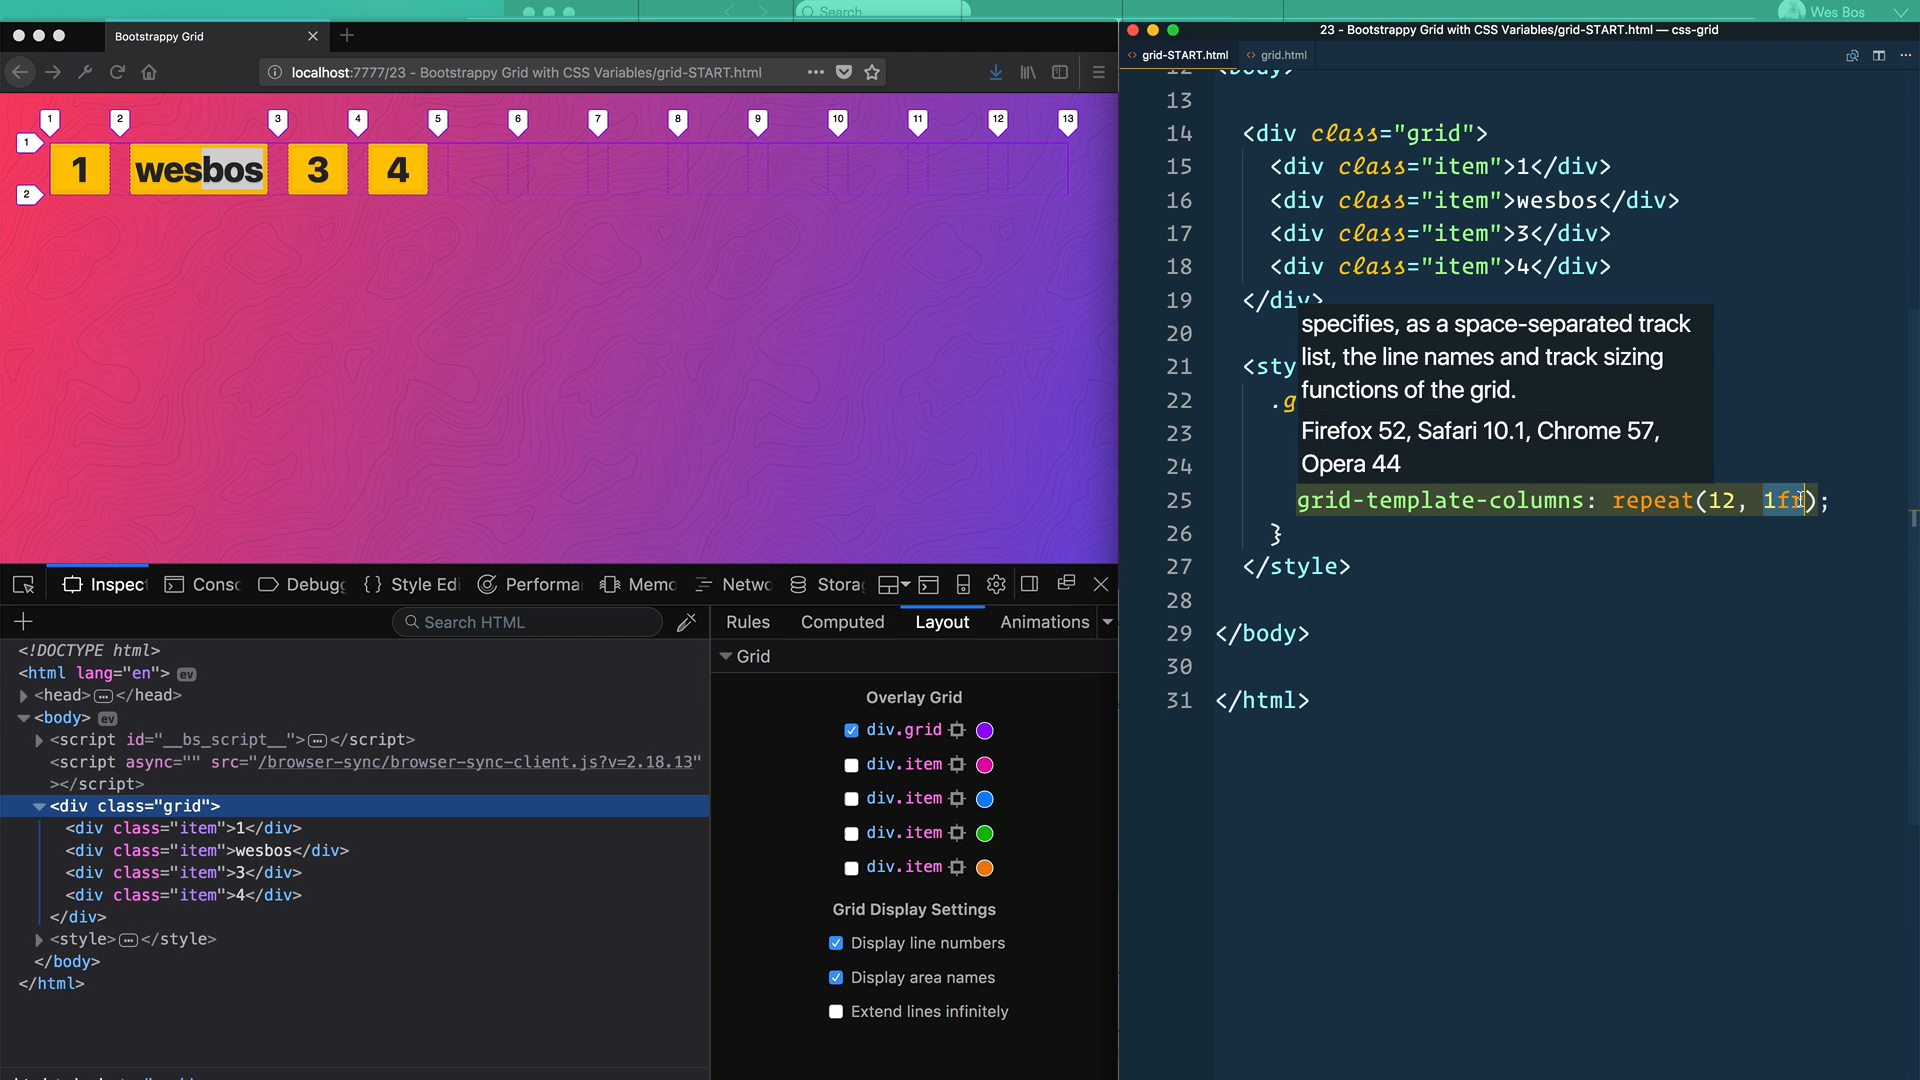 Search
Wes Bos
Bootstrappy Grid
localhost:7777/23 - Bootstrappy Grid with CSS Variables/grid-START.html
1 2 3 4 5 6 7 8 9 10 11 12 13
1
1 wesbos 3 4
2
Inspec Consc Debugg Style Edi Performa Memo Netwo Stora
Search HTML
<!DOCTYPE html>
<html lang="en"> ev
<head>…</head>
<body> ev
<script id="__bs_script__">…</script>
<script async="" src="/browser-sync/browser-sync-client.js?v=2.18.13"
></script>
<div class="grid">
<div class="item">1</div>
<div class="item">wesbos</div>
<div class="item">3</div>
<div class="item">4</div>
</div>
<style>…</style>
</body>
</html>
Rules Computed Layout Animations
Grid
Overlay Grid
div.grid
div.item
div.item
div.item
div.item
Grid Display Settings
Display line numbers
Display area names
Extend lines infinitely
23 - Bootstrappy Grid with CSS Variables/grid-START.html — css-grid
grid-START.html grid.html
12 <body>
13
14 <div class="grid">
15 <div class="item">1</div>
16 <div class="item">wesbos</div>
17 <div class="item">3</div>
18 <div class="item">4</div>
19 </div>
20
21 <sty
22 .g
23
24
specifies, as a space-separated track
list, the line names and track sizing
functions of the grid.
Firefox 52, Safari 10.1, Chrome 57,
Opera 44
25 grid-template-columns: repeat(12, 1fr);
26 }
27 </style>
28
29 </body>
30
31 </html>